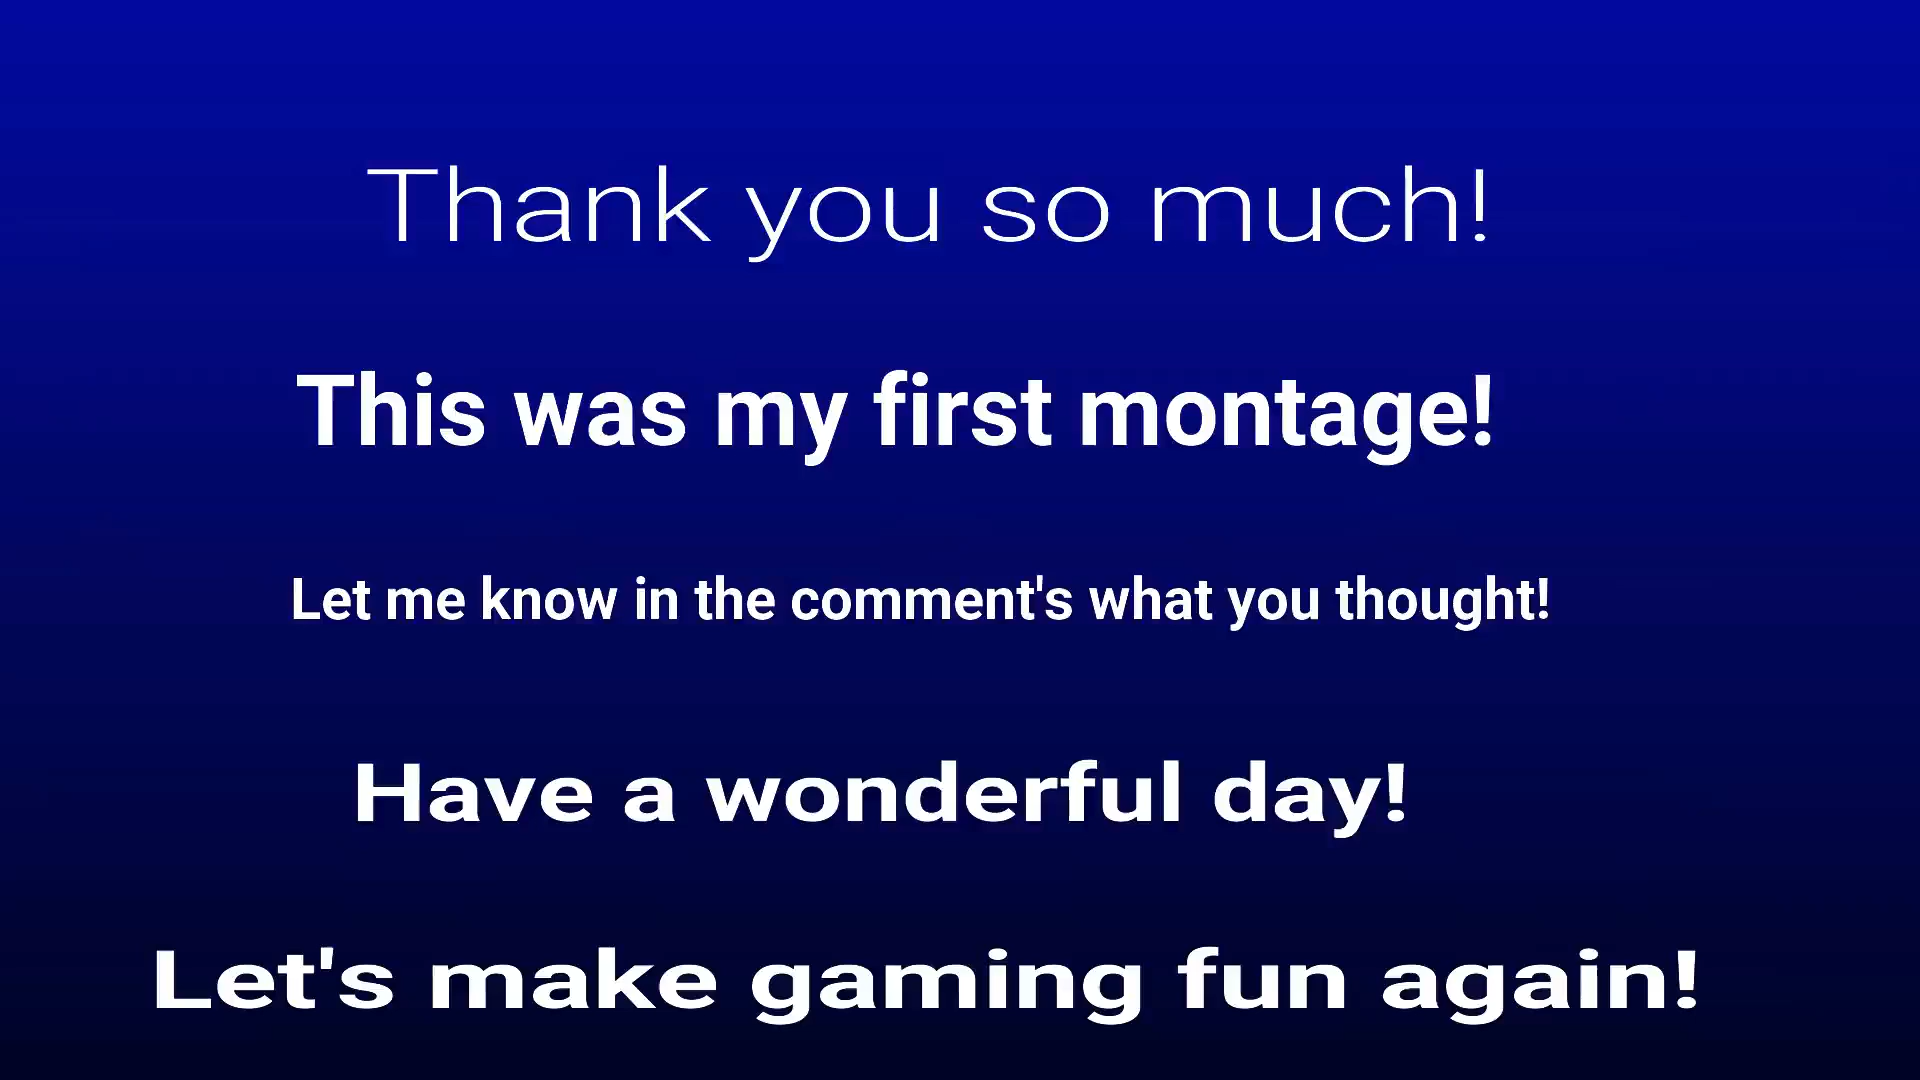 Thank you so much!
This was my first montage!
Let me know in the comment's what you thought!
Have a wonderful day!
Let's make gaming fun again!